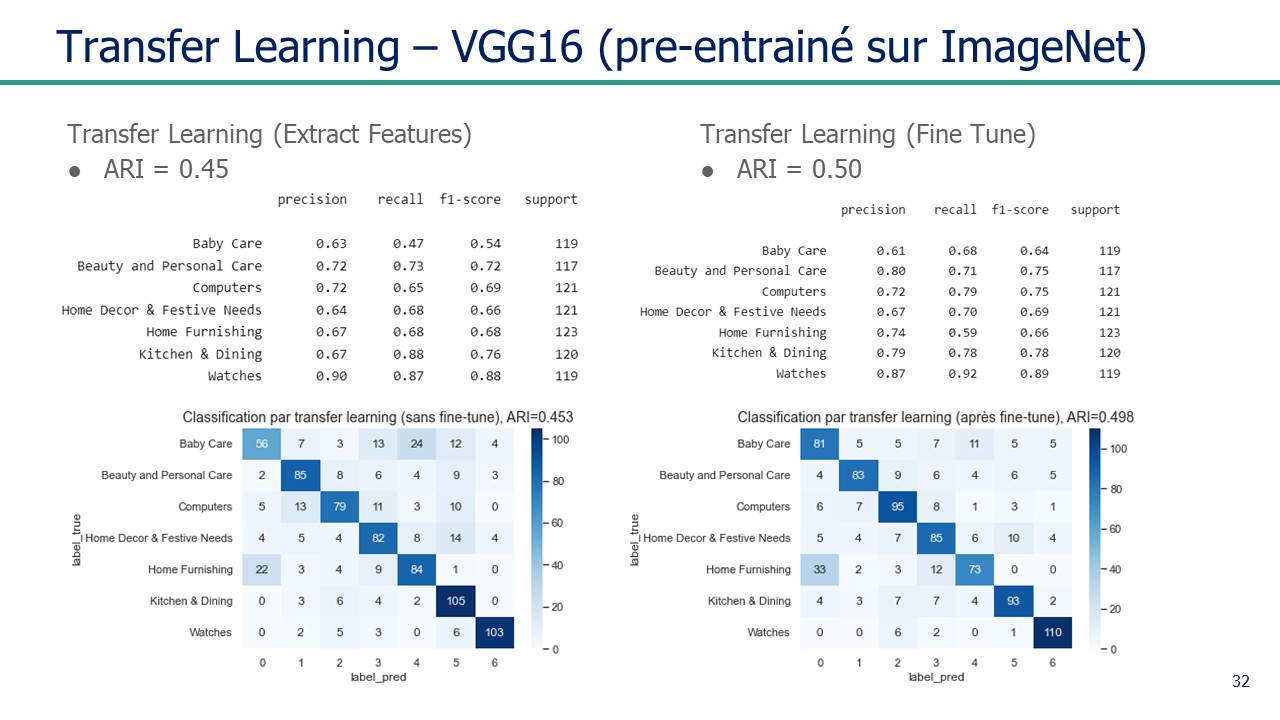 Transfer Learning – VGG16 (pre-entrainé sur ImageNet)
Transfer Learning (Extract Features)
● ARI = 0.45
precision recall f1-score support
Baby Care 0.63 0.47 0.54 119
Beauty and Personal Care 0.72 0.73 0.72 117
Computers 0.72 0.65 0.69 121
Home Decor & Festive Needs 0.64 0.68 0.66 121
Home Furnishing 0.67 0.68 0.68 123
Kitchen & Dining 0.67 0.88 0.76 120
Watches 0.90 0.87 0.88 119
Classification par transfer learning (sans fine-tune), ARI=0.453
label_true
Baby Care 56 7 3 13 24 12 4
Beauty and Personal Care 2 85 8 6 4 9 3
Computers 5 13 79 11 3 10 0
Home Decor & Festive Needs 4 5 4 82 8 14 4
Home Furnishing 22 3 4 9 84 1 0
Kitchen & Dining 0 3 6 4 2 105 0
Watches 0 2 5 3 0 6 103
0 1 2 3 4 5 6
label_pred
100
80
60
40
20
0
Transfer Learning (Fine Tune)
● ARI = 0.50
precision recall f1-score support
Baby Care 0.61 0.68 0.64 119
Beauty and Personal Care 0.80 0.71 0.75 117
Computers 0.72 0.79 0.75 121
Home Decor & Festive Needs 0.67 0.70 0.69 121
Home Furnishing 0.74 0.59 0.66 123
Kitchen & Dining 0.79 0.78 0.78 120
Watches 0.87 0.92 0.89 119
Classification par transfer learning (après fine-tune), ARI=0.498
label_true
Baby Care 81 5 5 7 11 5 5
Beauty and Personal Care 4 83 9 6 4 6 5
Computers 6 7 95 8 1 3 1
Home Decor & Festive Needs 5 4 7 85 6 10 4
Home Furnishing 33 2 3 12 73 0 0
Kitchen & Dining 4 3 7 7 4 93 2
Watches 0 0 6 2 0 1 110
0 1 2 3 4 5 6
label_pred
100
80
60
40
20
0
32